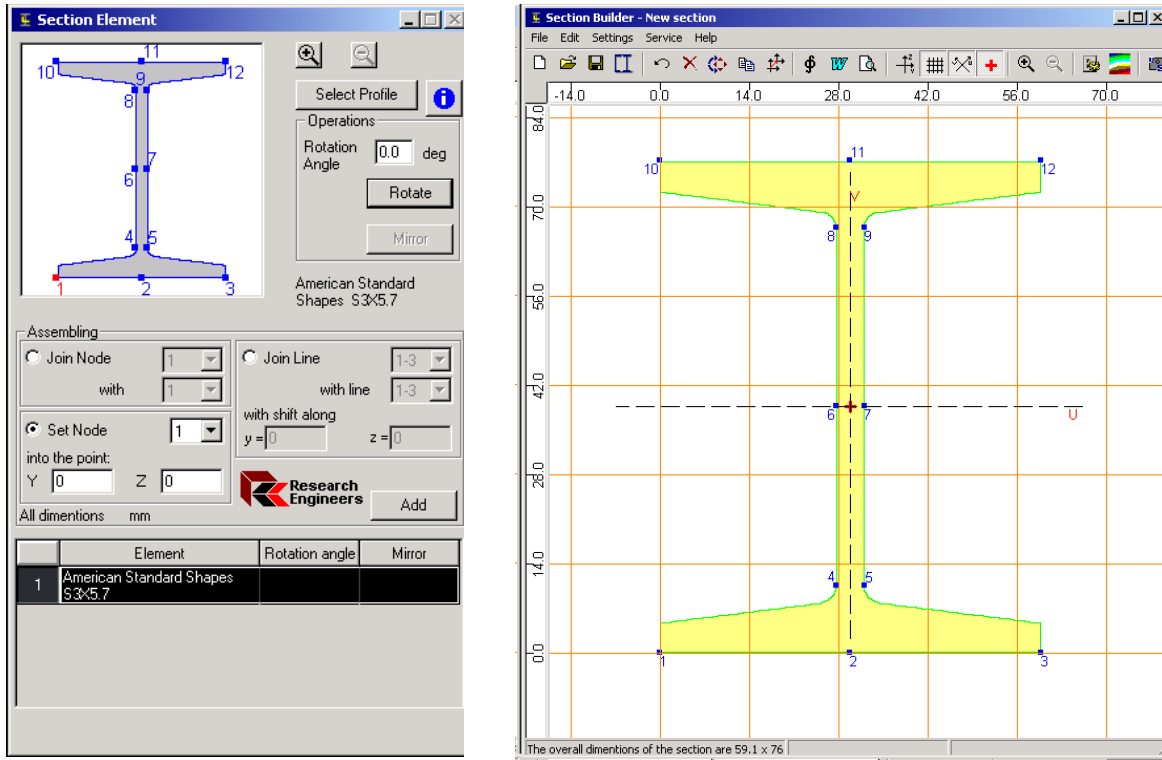 Section Element
11
10
12
9
8
7
6
4
5
1
2
3
Select Profile
Operations
Rotation
Angle
0.0
deg
Rotate
Mirror
American Standard
Shapes S3X5.7
Assembling
Join Node
1
with
1
Set Node
1
into the point:
Y
0
Z
0
All dimentions mm
Join Line
1-3
with line
1-3
with shift along
y =
0
z =
0
Research
Engineers
Add
Element
Rotation angle
Mirror
1
American Standard Shapes
S3X5.7
Section Builder - New section
File Edit Settings Service Help
-14.0 0.0 14.0 28.0 42.0 56.0 70.0
84.0
70.0
56.0
42.0
28.0
14.0
0.0
11
10
12
V
8
9
6
7
U
4
5
1
2
3
The overall dimentions of the section are 59.1 x 76